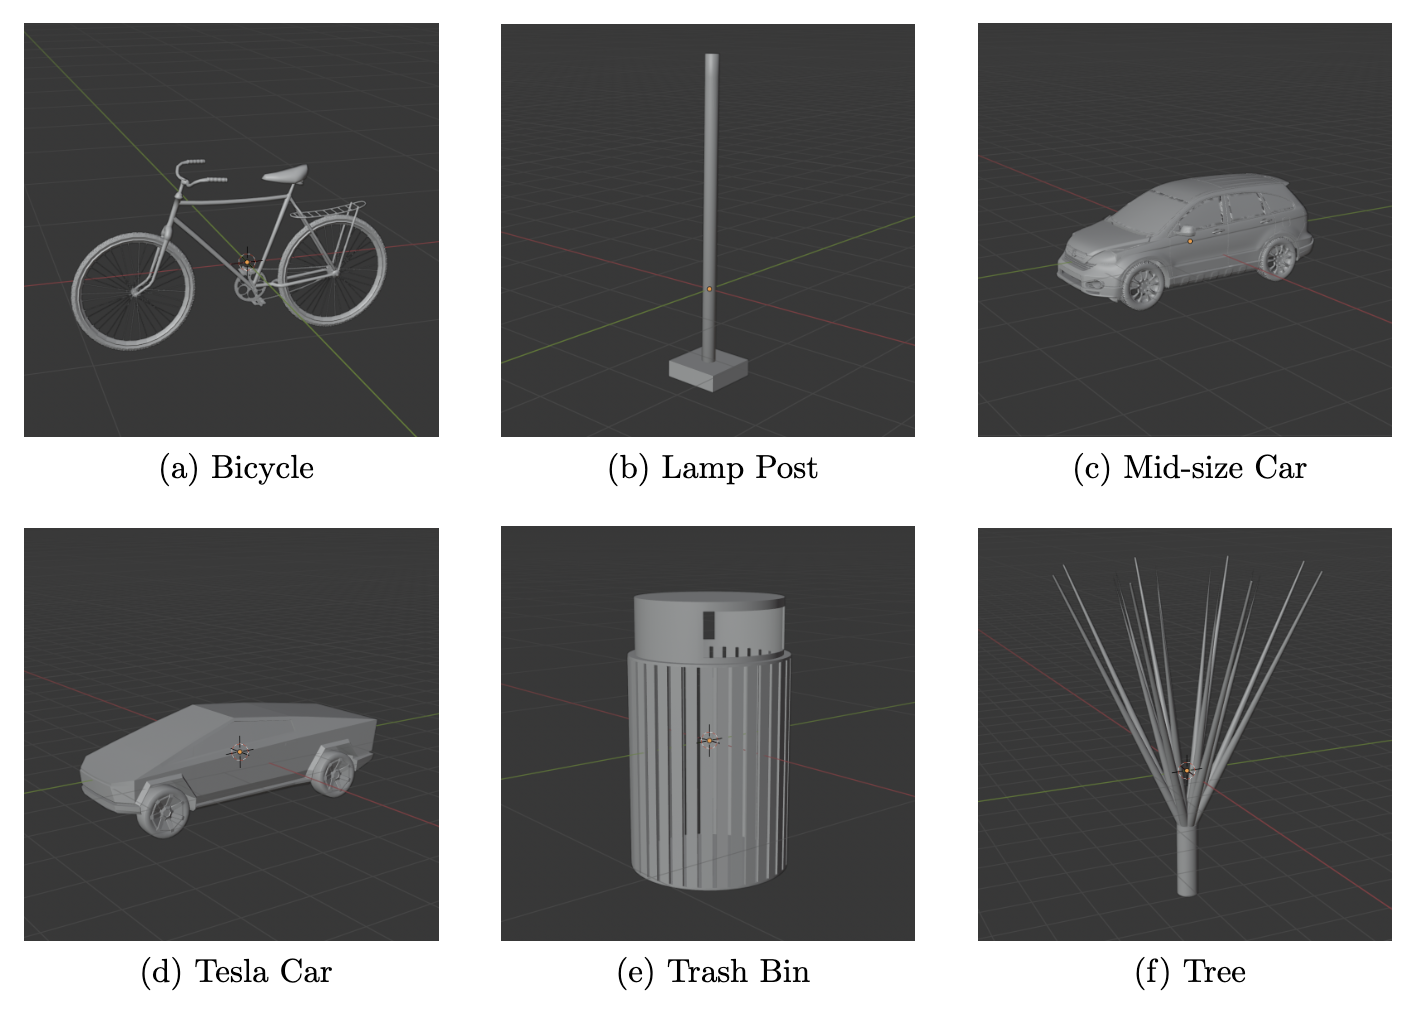 (a) Bicycle
(b) Lamp Post
(c) Mid-size Car
(d) Tesla Car
(e) Trash Bin
(f) Tree